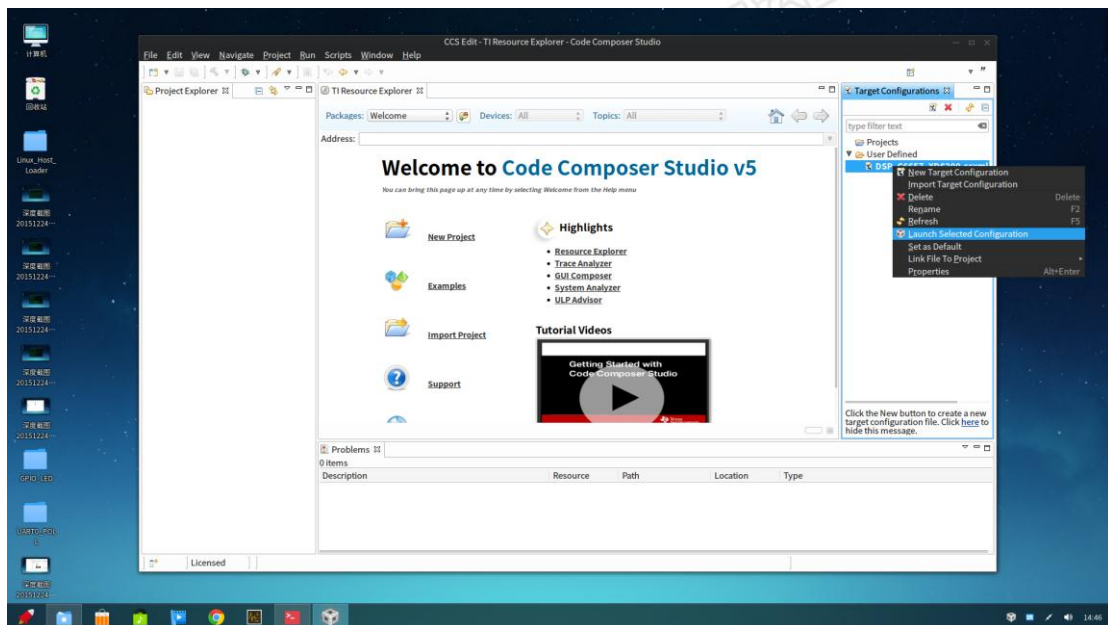 计算机
回收站
Linux_Host_
Loader
深度截图
20151224…
深度截图
20151224…
深度截图
20151224…
深度截图
20151224…
深度截图
20151224…
GPIO_LED
UART0_POL
L
深度截图
20151224…
CCS Edit - TI Resource Explorer - Code Composer Studio
File Edit View Navigate Project Run Scripts Window Help
Project Explorer
TI Resource Explorer
Packages: Welcome Devices: All Topics: All
Address:
Welcome to Code Composer Studio v5
You can bring this page up at any time by selecting Welcome from the Help menu
New Project
Examples
Import Project
Support
Highlights
Resource Explorer
Trace Analyzer
GUI Composer
System Analyzer
ULP Advisor
Tutorial Videos
Getting Started with
Code Composer Studio
Target Configurations
type filter text
Projects
User Defined
New Target Configuration
Import Target Configuration
Delete Delete
Rename F2
Refresh F5
Launch Selected Configuration
Set as Default
Link File To Project
Properties Alt+Enter
Click the New button to create a new
target configuration file. Click here to
hide this message.
Problems
0 items
Description Resource Path Location Type
Licensed
14:46